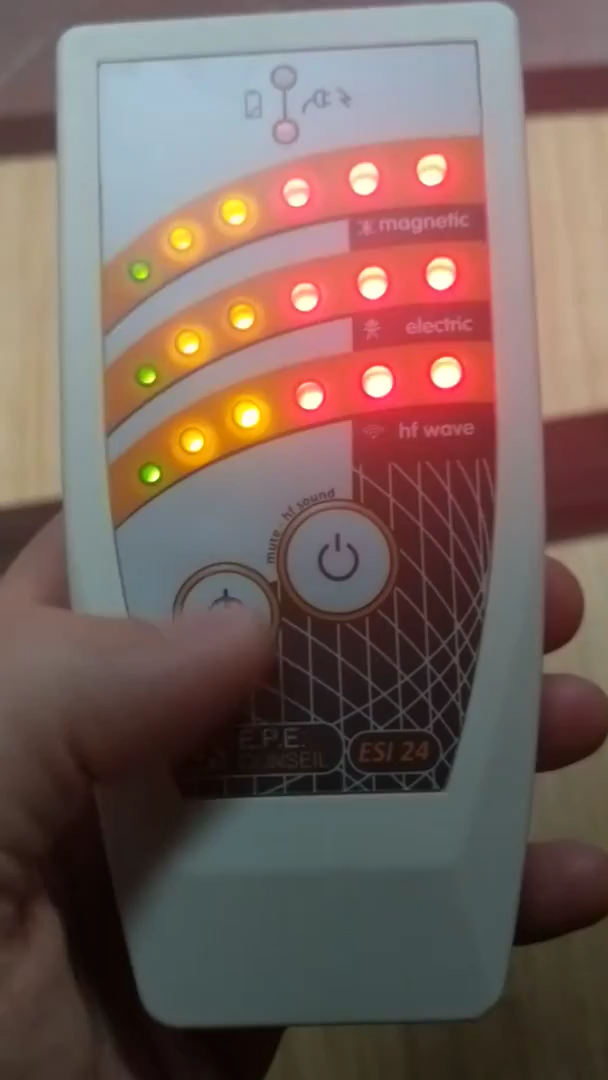 magnetic
electric
hf wave
mute - hf sound
E.P.E.
ESI 24